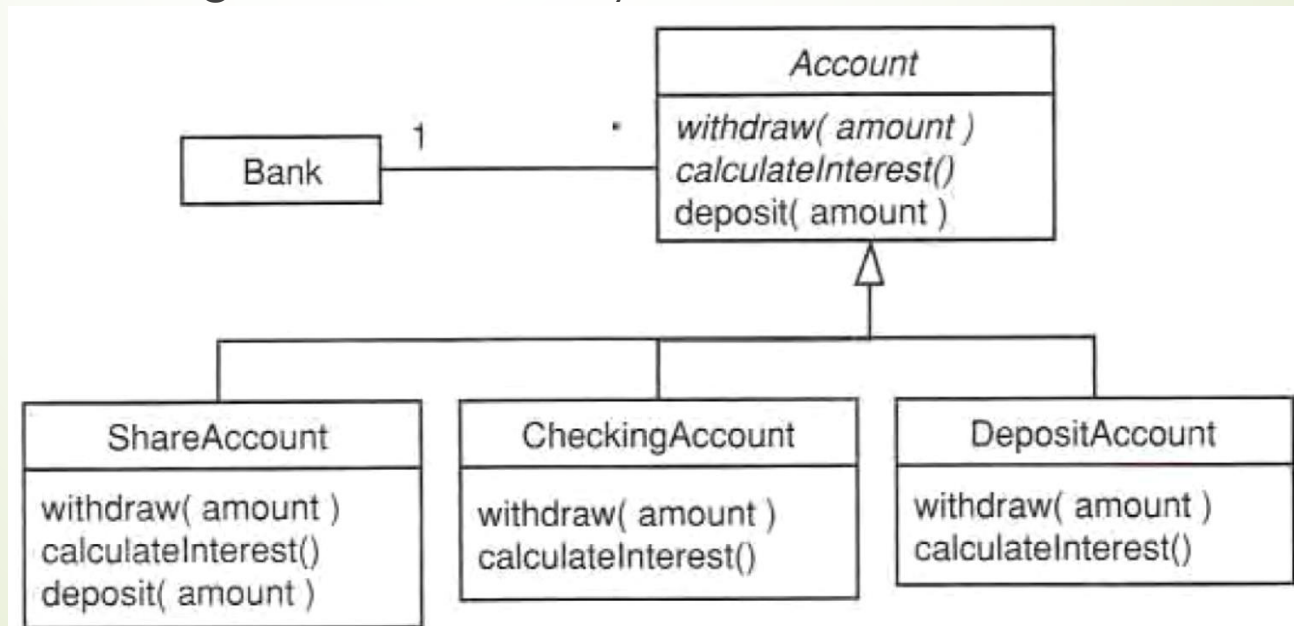 Account
withdraw( amount )
calculateInterest()
deposit( amount )
1
*
Bank
ShareAccount
withdraw( amount )
calculateInterest()
deposit( amount )
CheckingAccount
withdraw( amount )
calculateInterest()
DepositAccount
withdraw( amount )
calculateInterest()